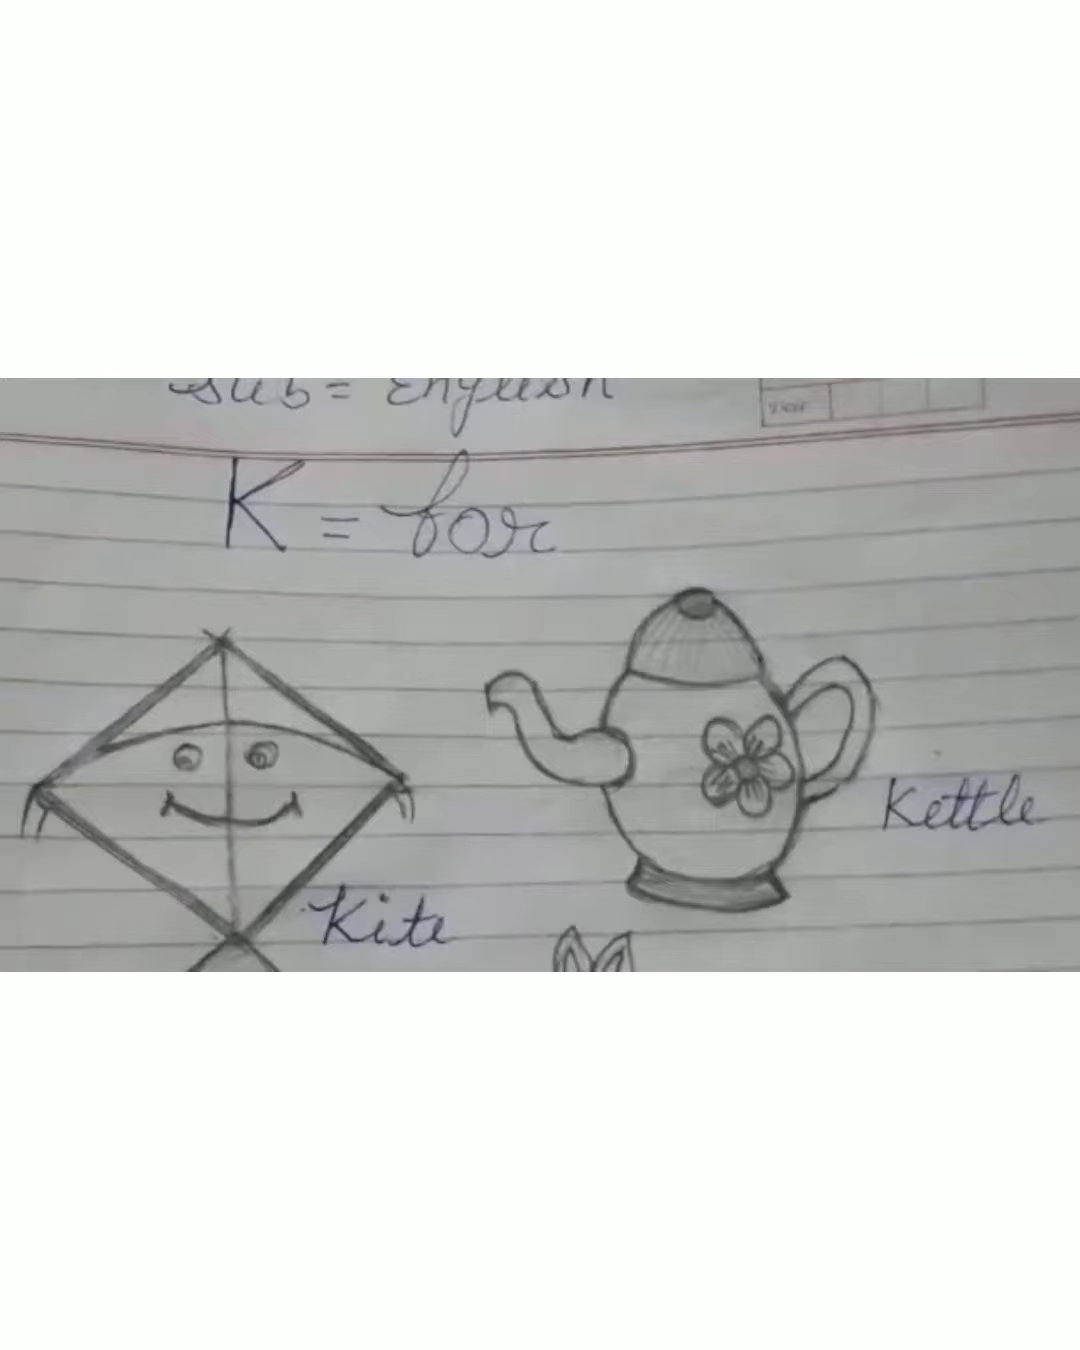 Sub = English
K = for
Kettle
Kite